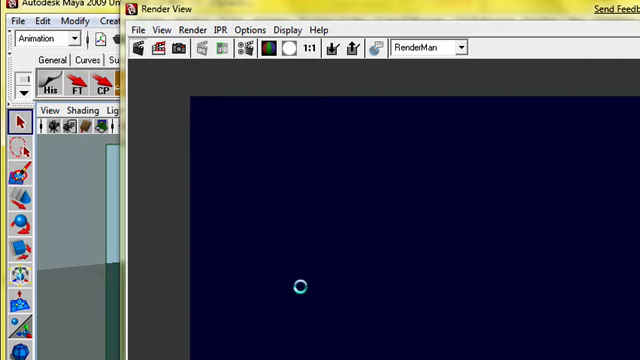 Autodesk Maya 2009 Un
Render View
Send Feedb
File Edit Modify Crea
File View Render IPR Options Display Help
Animation
1:1
RenderMan
General Curves Su
His FT CP
View Shading Lig